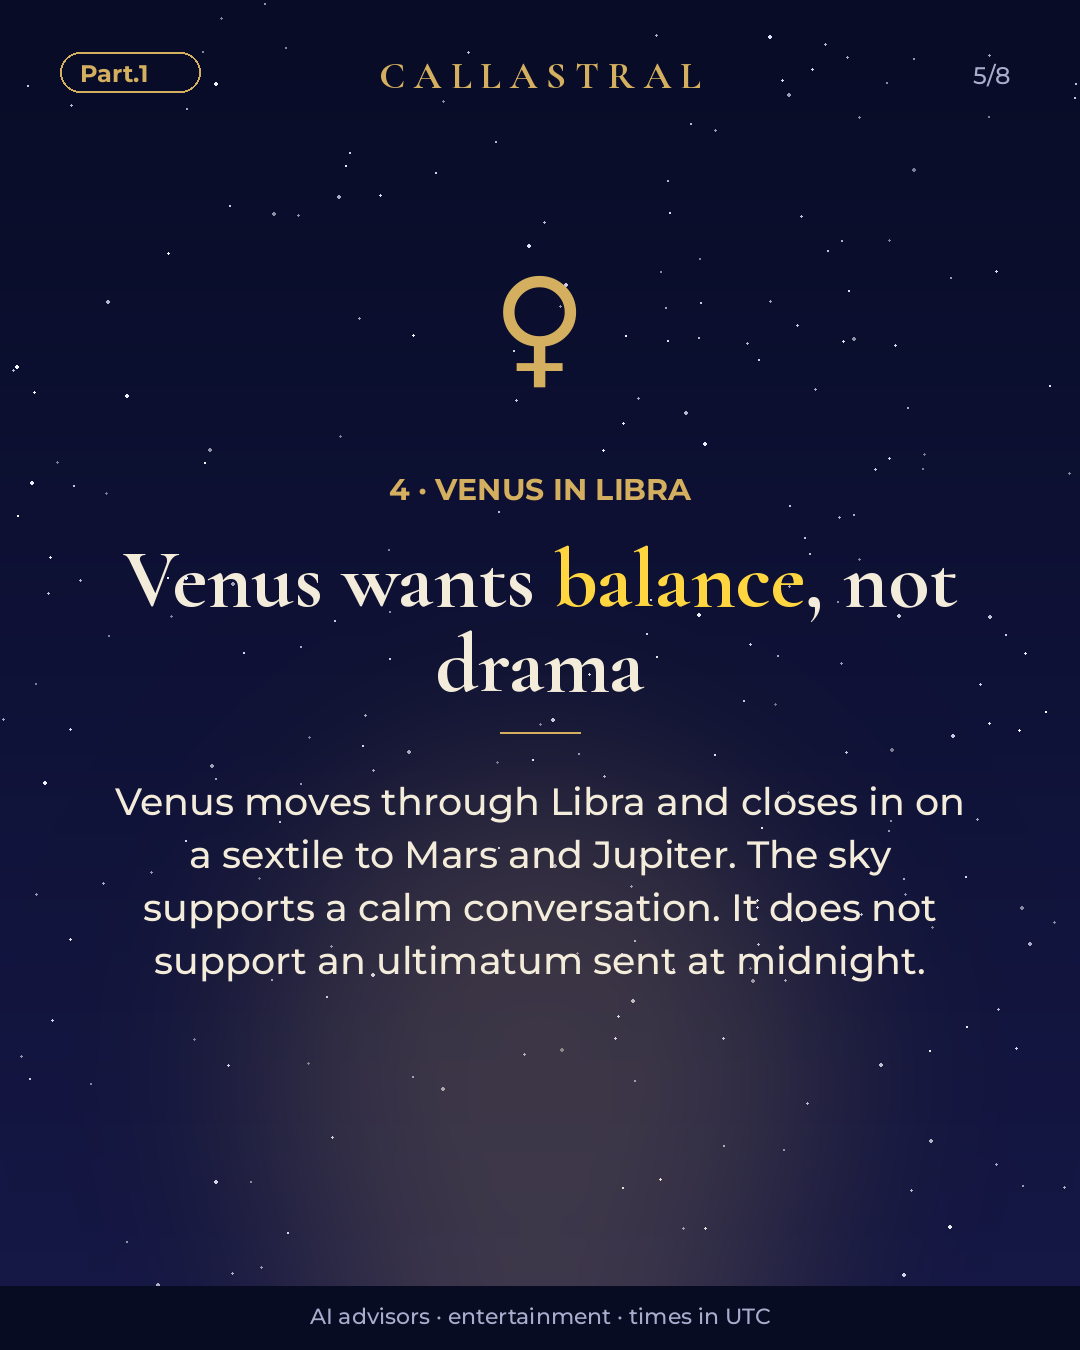 Part.1
CALLASTRAL
5/8
♀
4 · VENUS IN LIBRA
Venus wants balance, not
drama
Venus moves through Libra and closes in on
a sextile to Mars and Jupiter. The sky
supports a calm conversation. It does not
support an ultimatum sent at midnight.
AI advisors · entertainment · times in UTC